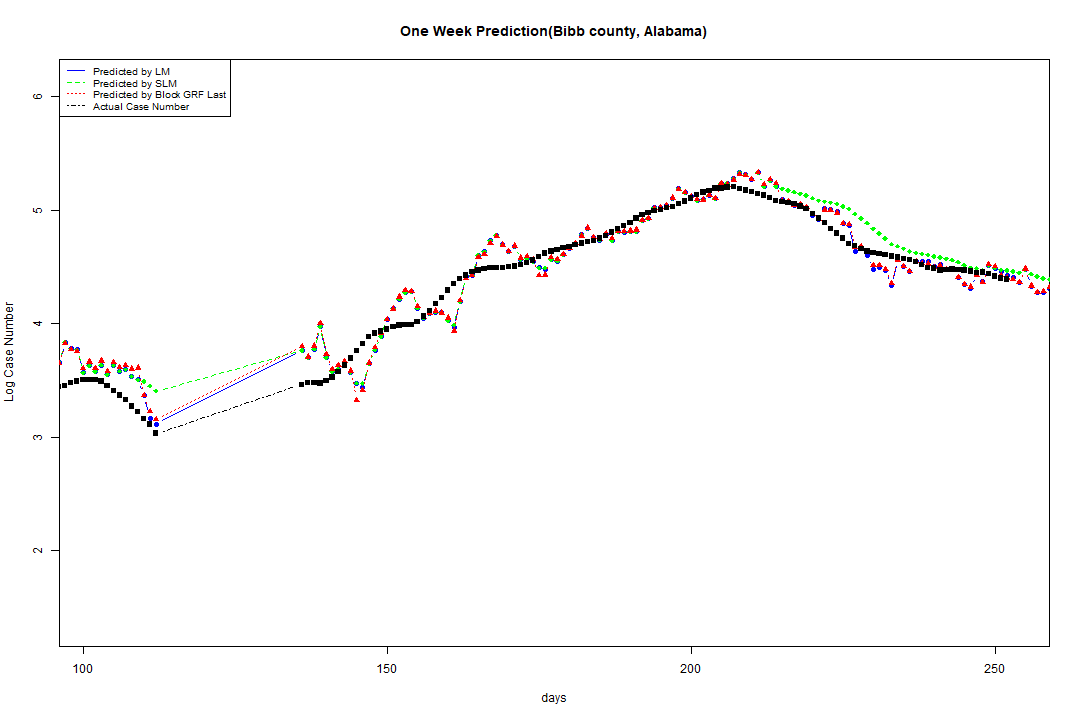 One Week Prediction(Bibb county, Alabama)
Predicted by LM
Predicted by SLM
Predicted by Block GRF Last
Actual Case Number
6
5
4
3
2
Log Case Number
100 150 200 250
days